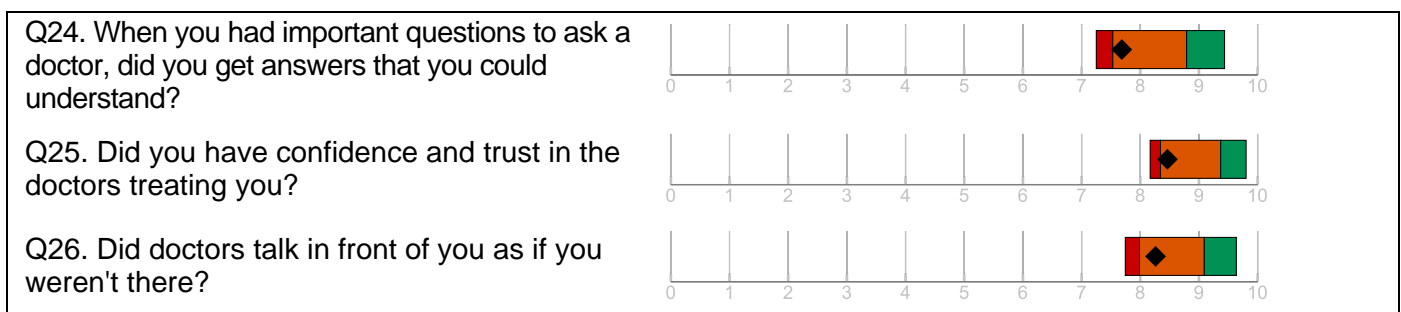 Q24. When you had important questions to ask a
doctor, did you get answers that you could
understand?
0 1 2 3 4 5 6 7 8 9 10
Q25. Did you have confidence and trust in the
doctors treating you?
0 1 2 3 4 5 6 7 8 9 10
Q26. Did doctors talk in front of you as if you
weren't there?
0 1 2 3 4 5 6 7 8 9 10